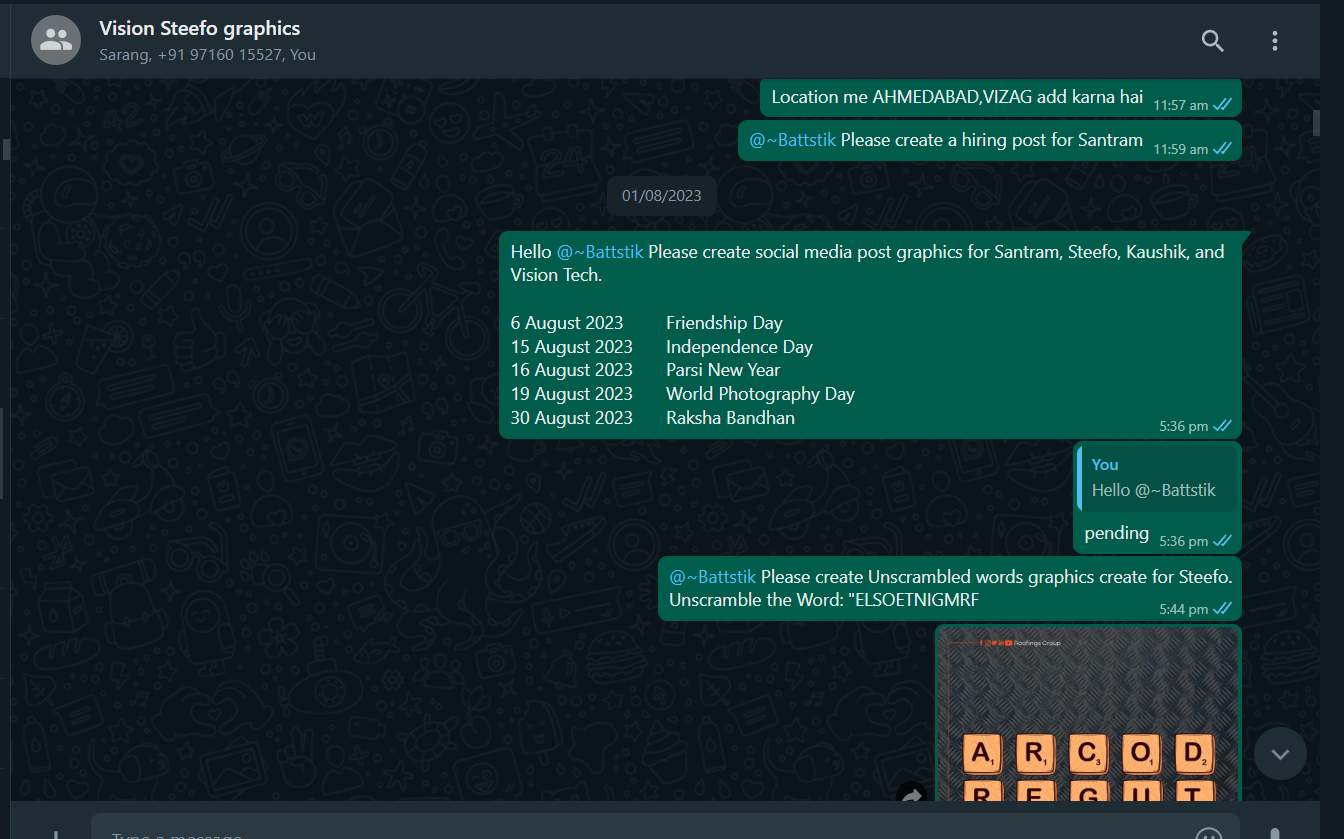 Vision Steefo graphics
Sarang, +91 97160 15527, You
Location me AHMEDABAD,VIZAG add karna hai 11:57 am
@~Battstik Please create a hiring post for Santram 11:59 am
01/08/2023
Hello @~Battstik Please create social media post graphics for Santram, Steefo, Kaushik, and
Vision Tech.
6 August 2023 Friendship Day
15 August 2023 Independence Day
16 August 2023 Parsi New Year
19 August 2023 World Photography Day
30 August 2023 Raksha Bandhan
5:36 pm
You
Hello @~Battstik
pending 5:36 pm
@~Battstik Please create Unscrambled words graphics create for Steefo.
Unscramble the Word: "ELSOETNIGMRF 5:44 pm
Roofings Group
A1 R1 C3 O1 D2
R E G U T
Type a message